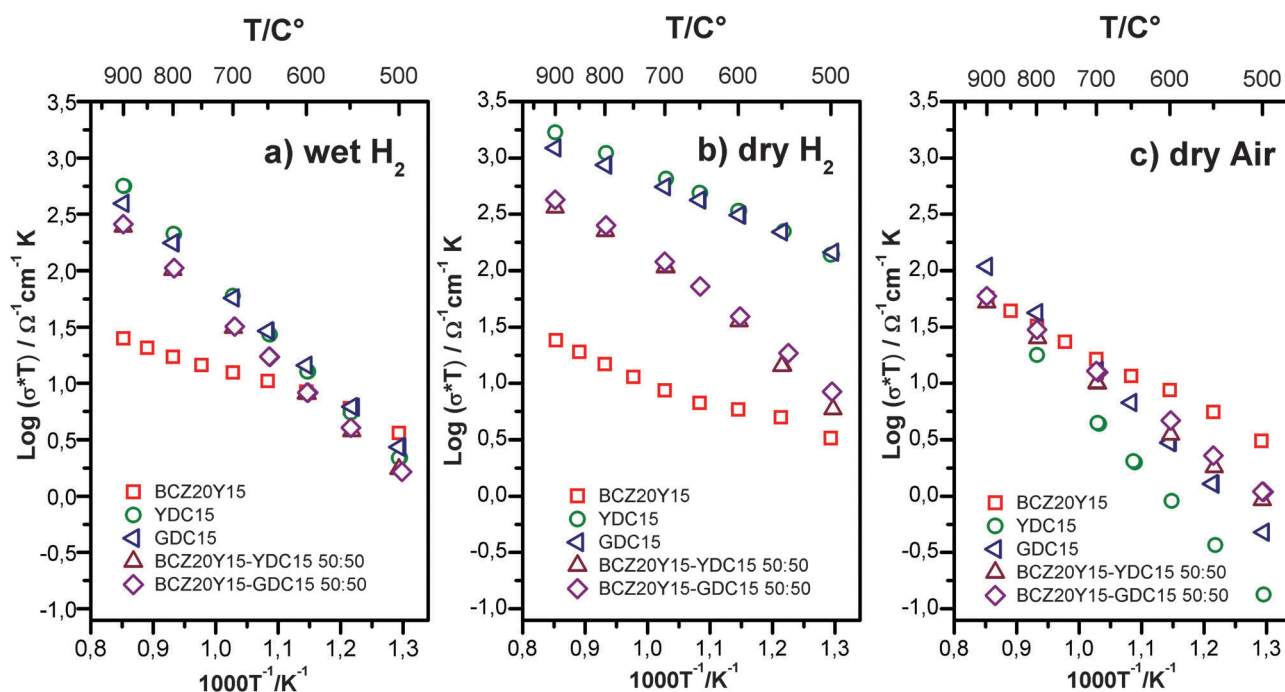 T/C°
900 800 700 600 500
3,5
3,0
2,5
2,0
1,5
1,0
0,5
0,0
-0,5
-1,0
Log (σ*T) / Ω⁻¹cm⁻¹ K
a) wet H₂
BCZ20Y15
YDC15
GDC15
BCZ20Y15-YDC15 50:50
BCZ20Y15-GDC15 50:50
0,8 0,9 1,0 1,1 1,2 1,3
1000T⁻¹/K⁻¹
T/C°
900 800 700 600 500
3,5
3,0
2,5
2,0
1,5
1,0
0,5
0,0
-0,5
-1,0
Log (σ*T) / Ω⁻¹cm⁻¹ K
b) dry H₂
BCZ20Y15
YDC15
GDC15
BCZ20Y15-YDC15 50:50
BCZ20Y15-GDC15 50:50
0,8 0,9 1,0 1,1 1,2 1,3
1000T⁻¹/K⁻¹
T/C°
900 800 700 600 500
3,5
3,0
2,5
2,0
1,5
1,0
0,5
0,0
-0,5
-1,0
Log (σ*T) / Ω⁻¹cm⁻¹ K
c) dry Air
BCZ20Y15
YDC15
GDC15
BCZ20Y15-YDC15 50:50
BCZ20Y15-GDC15 50:50
0,8 0,9 1,0 1,1 1,2 1,3
1000T⁻¹/K⁻¹